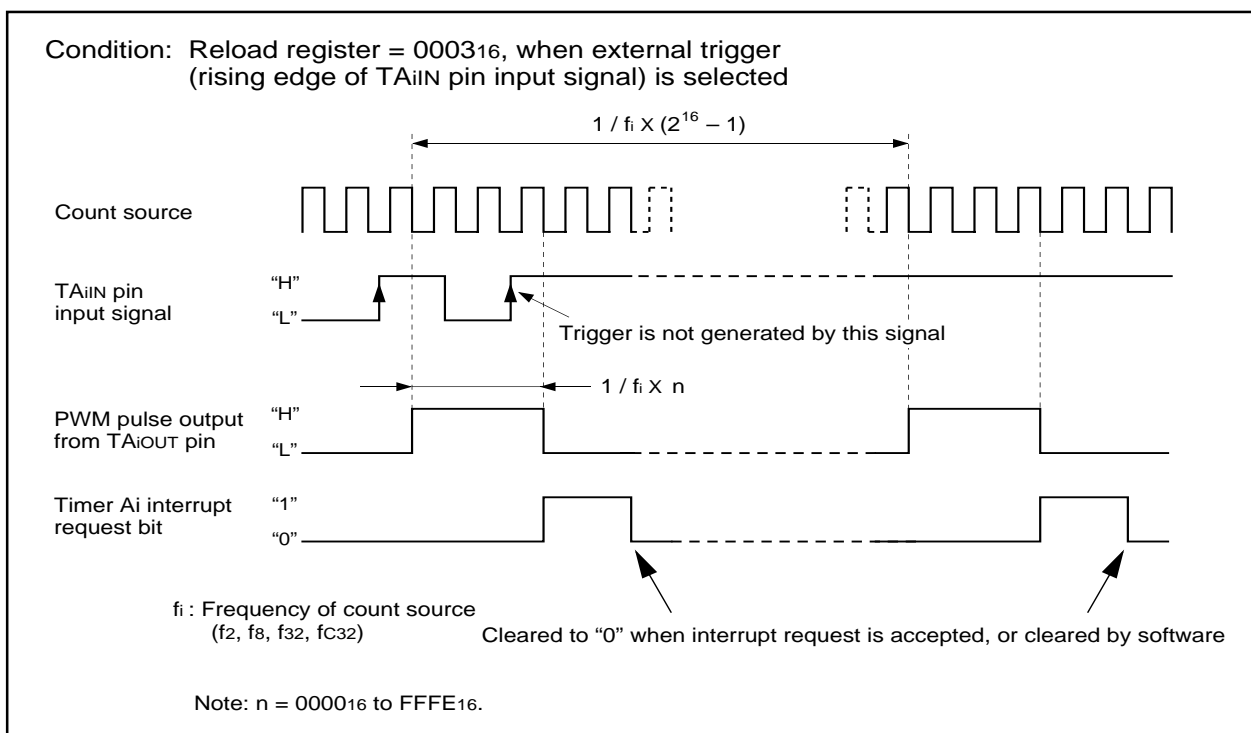 Condition: Reload register = 000316, when external trigger
(rising edge of TAiIN pin input signal) is selected
1 / fi X (2^16 – 1)
Count source
TAiIN pin
input signal
“H”
“L”
Trigger is not generated by this signal
1 / fi X n
PWM pulse output
from TAiOUT pin
“H”
“L”
Timer Ai interrupt
request bit
“1”
“0”
fi : Frequency of count source
(f2, f8, f32, fC32)
Cleared to “0” when interrupt request is accepted, or cleared by software
Note: n = 000016 to FFFE16.